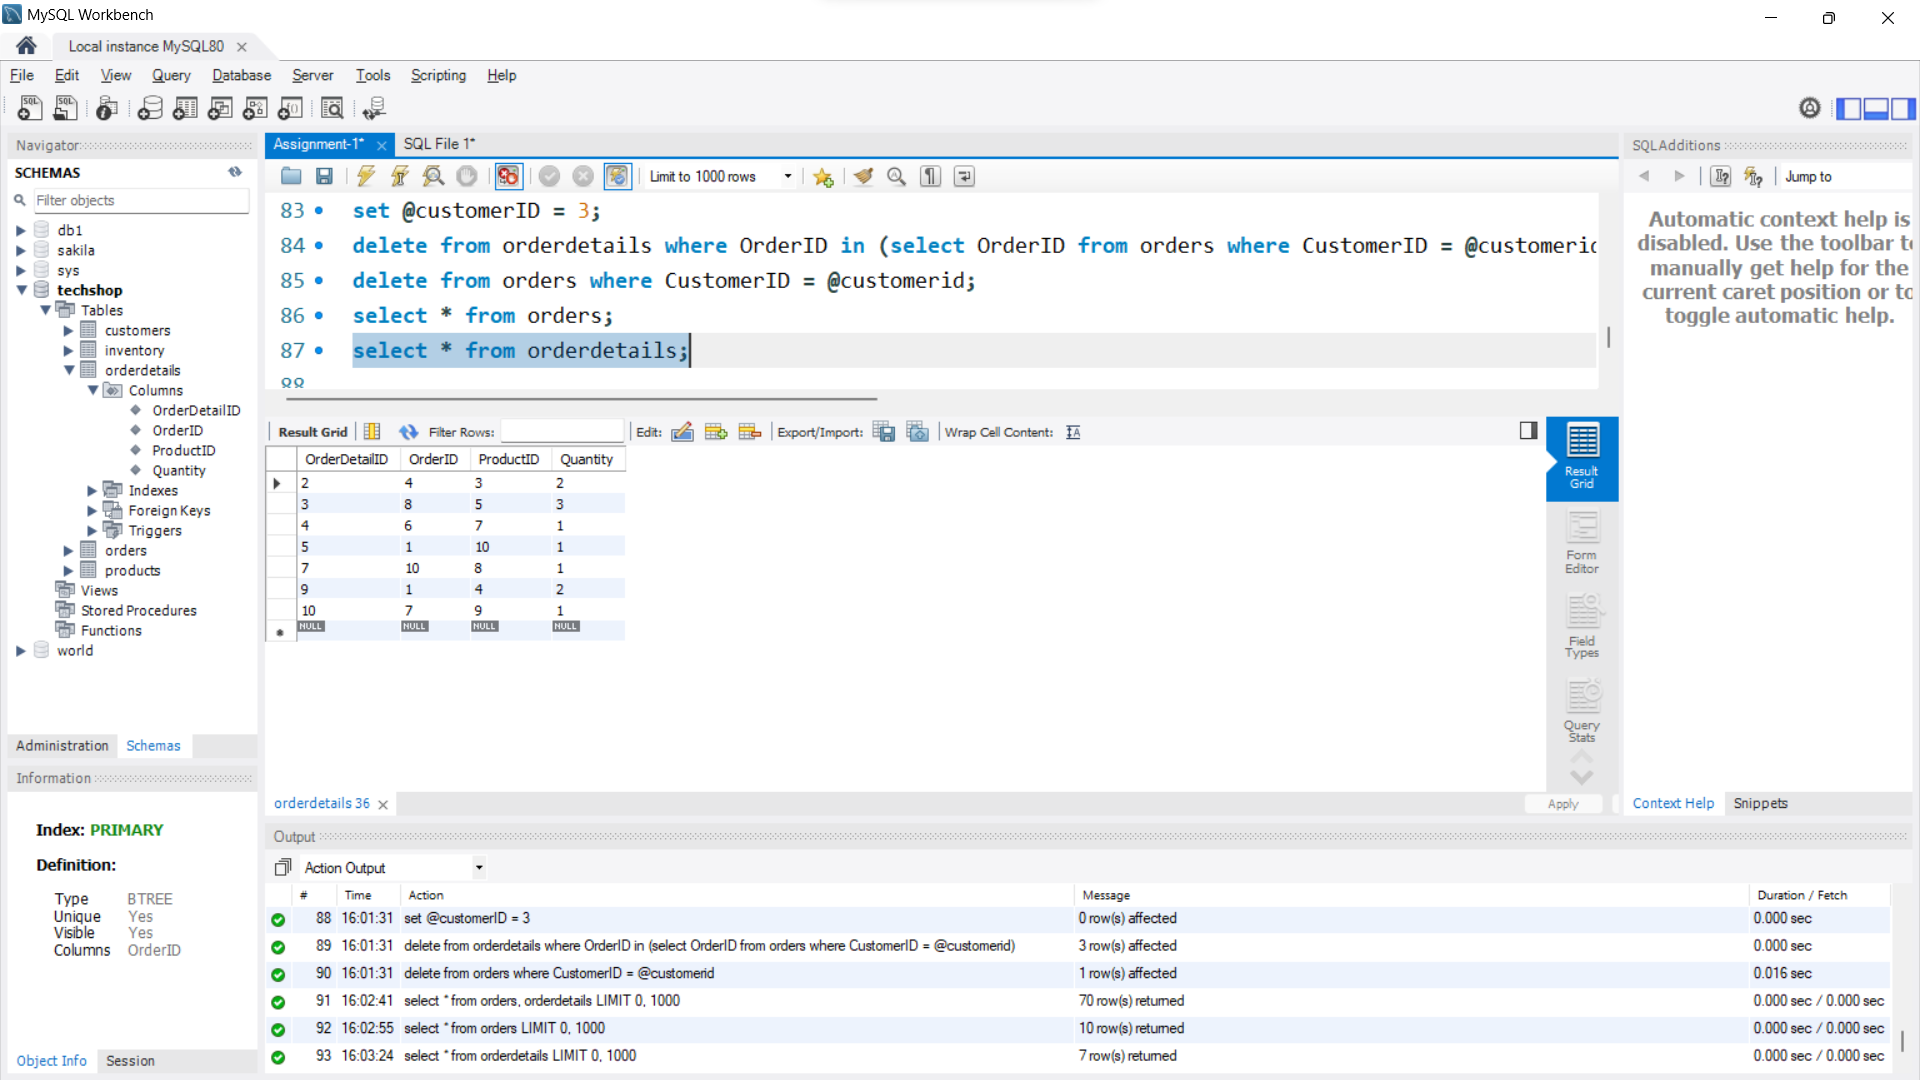 MySQL Workbench
Local instance MySQL80
File Edit View Query Database Server Tools Scripting Help
Navigator
SCHEMAS
Filter objects
db1
sakila
sys
techshop
Tables
customers
inventory
orderdetails
Columns
OrderDetailID
OrderID
ProductID
Quantity
Indexes
Foreign Keys
Triggers
orders
products
Views
Stored Procedures
Functions
world
Administration Schemas
Information
Index: PRIMARY
Definition:
Type BTREE
Unique Yes
Visible Yes
Columns OrderID
Object Info Session
Assignment-1* SQL File 1*
Limit to 1000 rows
83 set @customerID = 3;
84 delete from orderdetails where OrderID in (select OrderID from orders where CustomerID = @customeric
85 delete from orders where CustomerID = @customerid;
86 select * from orders;
87 select * from orderdetails;
88
Result Grid Filter Rows: Edit: Export/Import: Wrap Cell Content:
OrderDetailID OrderID ProductID Quantity
2 4 3 2
3 8 5 3
4 6 7 1
5 1 10 1
7 10 8 1
9 1 4 2
10 7 9 1
NULL NULL NULL NULL
Result
Grid
Form
Editor
Field
Types
Query
Stats
orderdetails 36
Apply
SQLAdditions
Jump to
Automatic context help is
disabled. Use the toolbar to
manually get help for the
current caret position or to
toggle automatic help.
Context Help Snippets
Output
Action Output
# Time Action Message Duration / Fetch
88 16:01:31 set @customerID = 3 0 row(s) affected 0.000 sec
89 16:01:31 delete from orderdetails where OrderID in (select OrderID from orders where CustomerID = @customerid) 3 row(s) affected 0.000 sec
90 16:01:31 delete from orders where CustomerID = @customerid 1 row(s) affected 0.016 sec
91 16:02:41 select * from orders, orderdetails LIMIT 0, 1000 70 row(s) returned 0.000 sec / 0.000 sec
92 16:02:55 select * from orders LIMIT 0, 1000 10 row(s) returned 0.000 sec / 0.000 sec
93 16:03:24 select * from orderdetails LIMIT 0, 1000 7 row(s) returned 0.000 sec / 0.000 sec